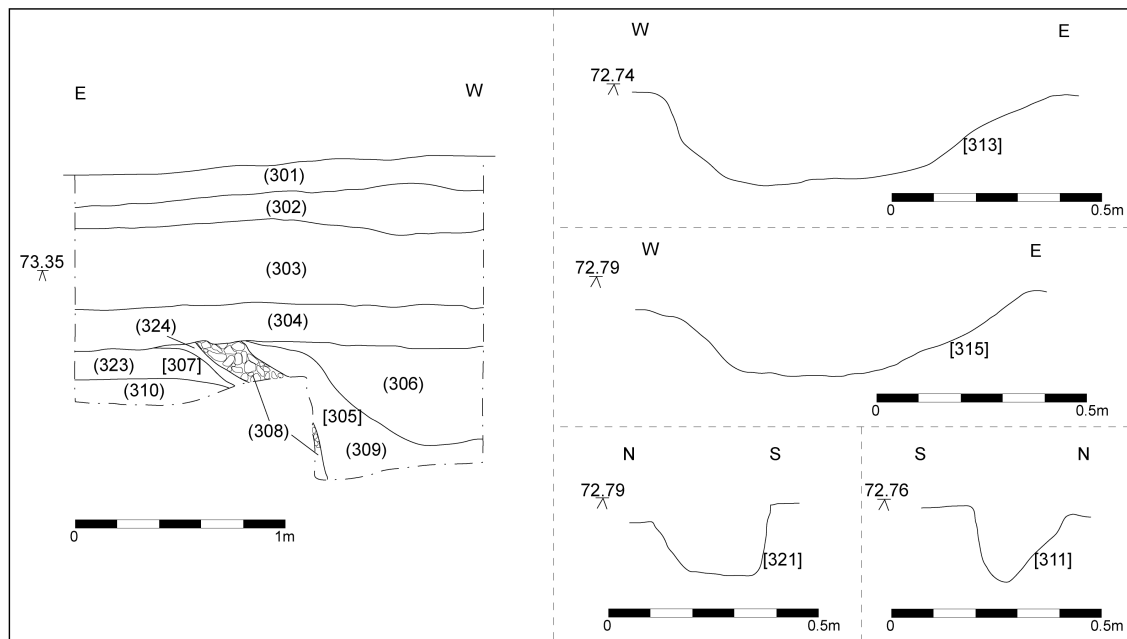 E W
(301)
(302)
73.35
(303)
(304)
(324)
(323) [307]
(310)
(306)
[305]
(308)
(309)
0 1m
W E
72.74
[313]
0 0.5m
W E
72.79
[315]
0 0.5m
N S
72.79
[321]
0 0.5m
S N
72.76
[311]
0 0.5m